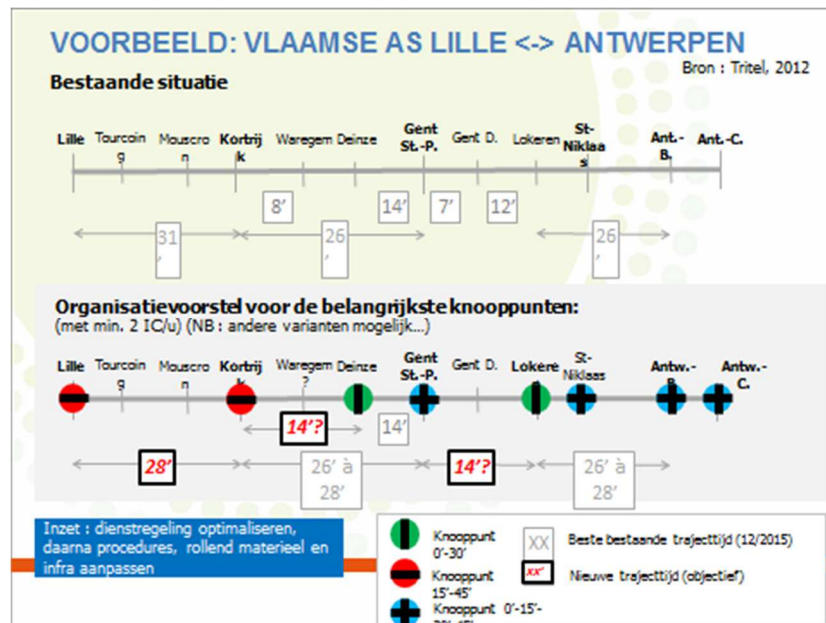 VOORBEELD: VLAAMSE AS LILLE <-> ANTWERPEN
Bron : Tritel, 2012
Bestaande situatie
Lille Tourcoin
g Mouscro
n Kortrij
k Waregem Deinze Gent
St.-P. Gent D. Lokeren St-
Niklaa
s Ant.-
B. Ant.-C.
8' 14' 7' 12'
31
' 26
' 26
'
Organisatievoorstel voor de belangrijkste knooppunten:
(met min. 2 IC/u) (NB : andere varianten mogelijk...)
Lille Tourcoin
g Mouscro
n Kortrij
k Waregem
? Deinze Gent
St.-P. Gent D. Lokere
n St-
Niklaas Antw.-
B. Antw.-
C.
14'? 14'
28' 26' à
28' 14'? 26' à
28'
Inzet : dienstregeling optimaliseren,
daarna procedures, rollend materieel en
infra aanpassen
Knooppunt
0'-30'
Knooppunt
15'-45'
Knooppunt 0'-15'-
XX Beste bestaande trajecttijd (12/2015)
xx' Nieuwe trajecttijd (objectief)